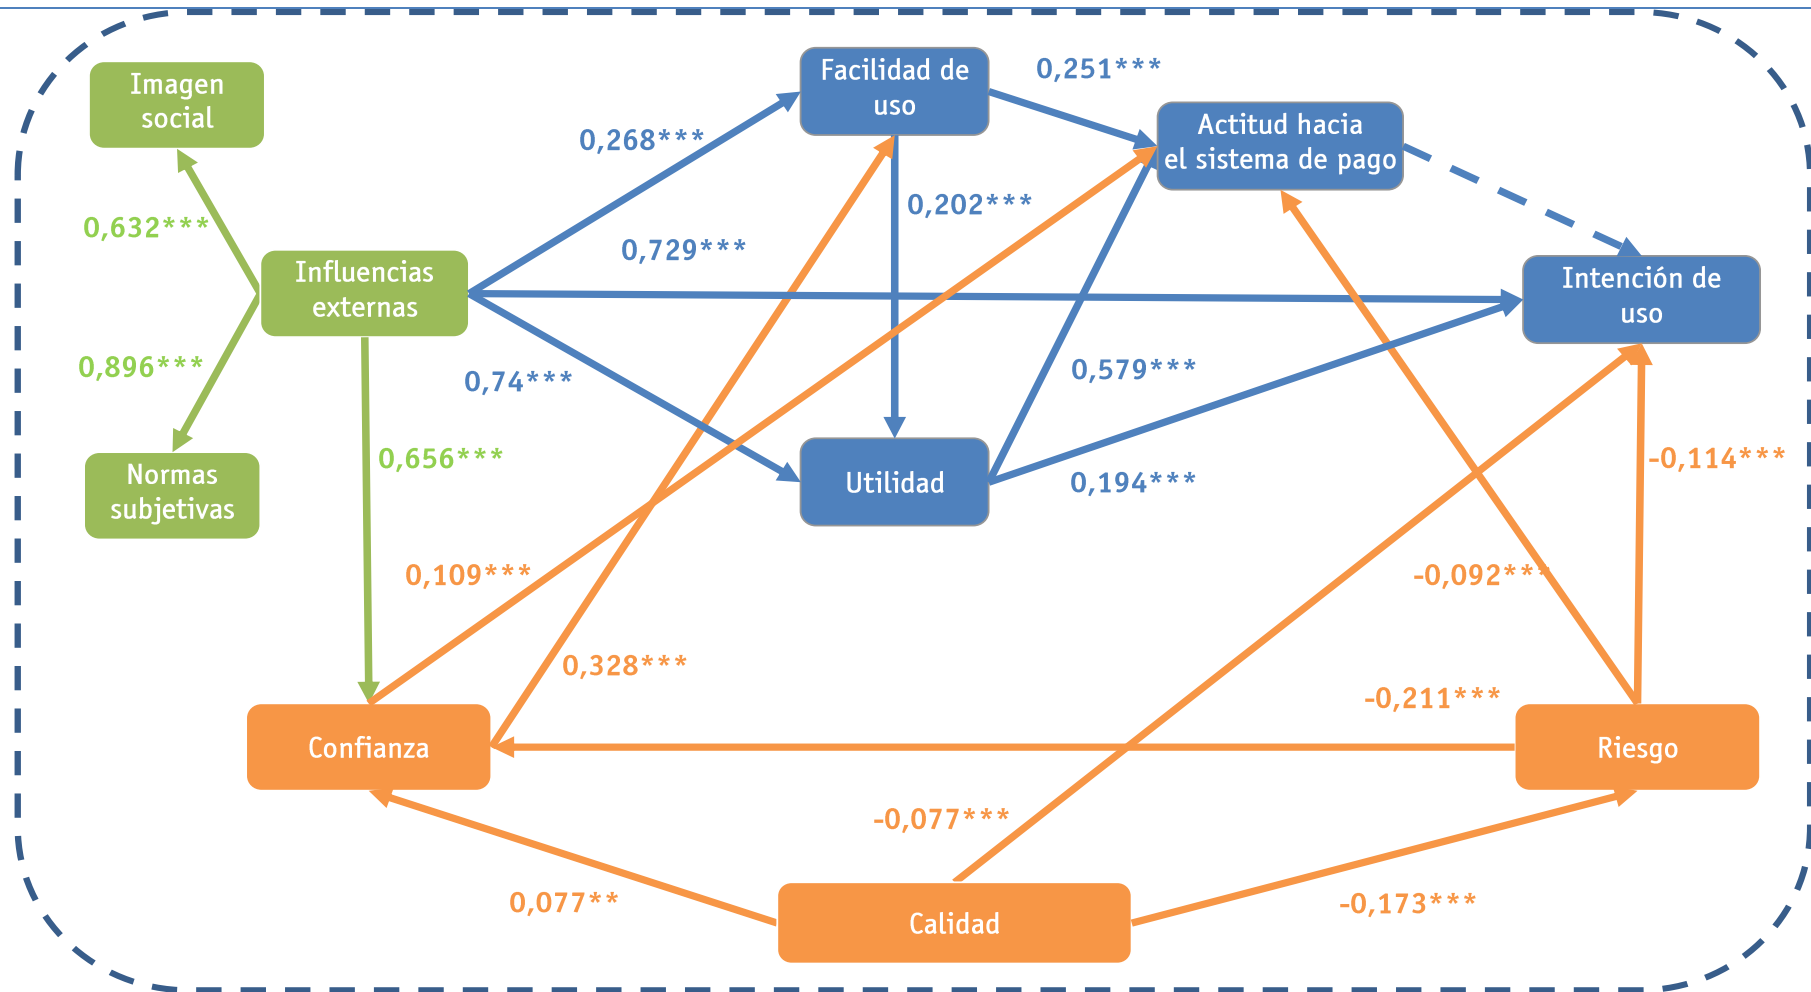 Facilidad de
uso
0,251***
Imagen
social
Actitud hacia
el sistema de pago
0,268***
0,202***
0,632***
0,729***
Influencias
externas
Intención de
uso
0,896***
0,74***
0,579***
0,656***
Normas
subjetivas
Utilidad
0,194***
-0,114***
0,109***
-0,092***
0,328***
-0,211***
Confianza
Riesgo
-0,077***
0,077**
-0,173***
Calidad